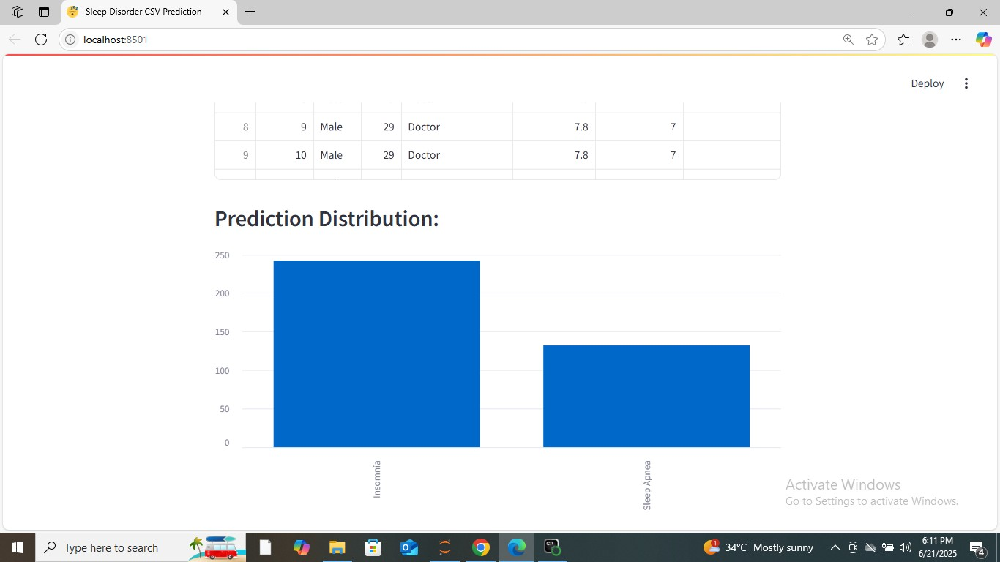 Sleep Disorder CSV Prediction
localhost:8501
Deploy
8 9 Male 29 Doctor 7.8 7
9 10 Male 29 Doctor 7.8 7
Prediction Distribution:
250
200
150
100
50
0
Insomnia
Sleep Apnea
Activate Windows
Go to Settings to activate Windows.
Type here to search
1
34°C Mostly sunny
6:11 PM
6/21/2025
4